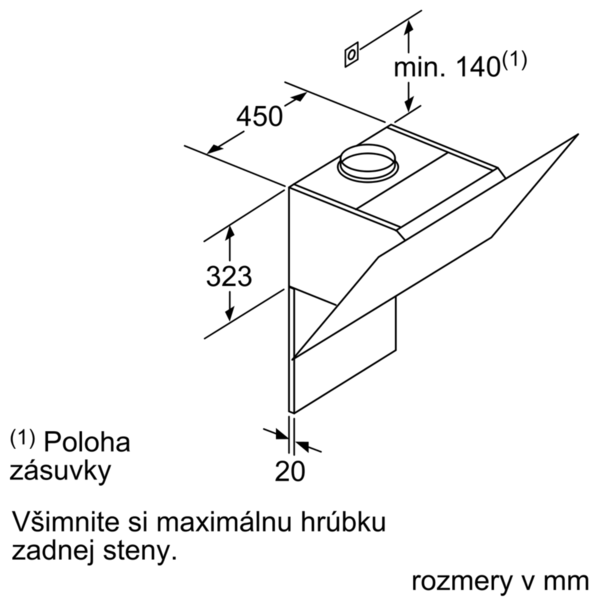 min. 140(1)
450
323
20
(1) Poloha
zásuvky
Všimnite si maximálnu hrúbku
zadnej steny.
rozmery v mm